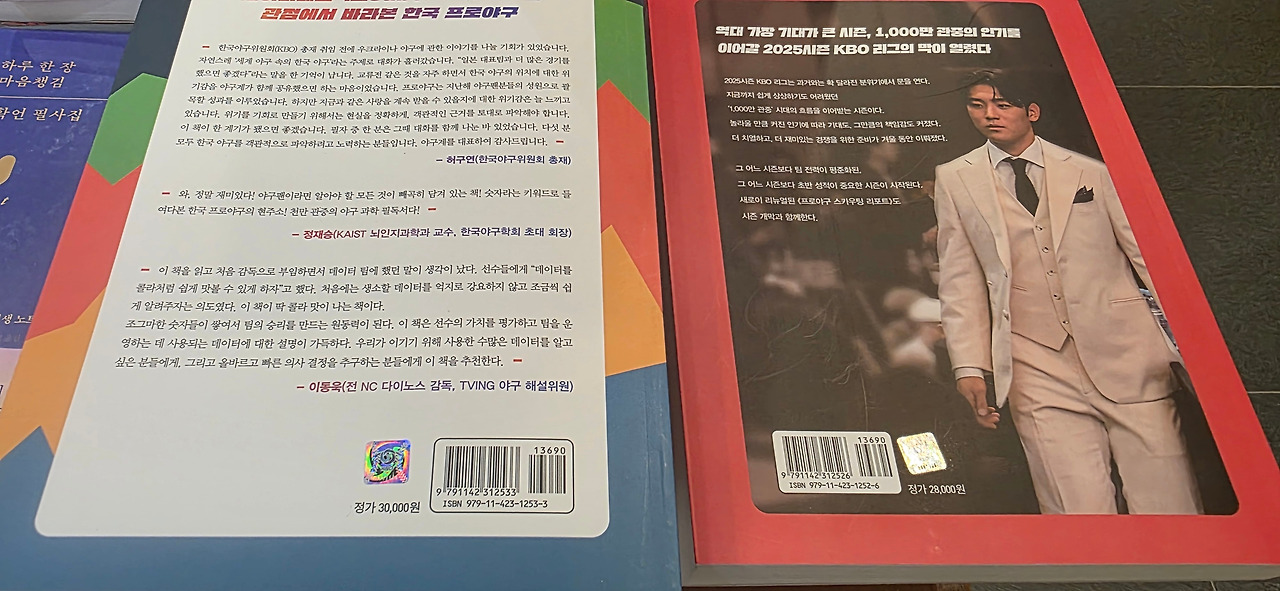 하루 한 장
마음챙김
관점에서 바라본 한국 프로야구
한국야구위원회(KBO) 총재 취임 전에 우크라이나 야구에 관한 이야기를 나눌 기회가 있었습니다.
자연스레 '세계 야구 속의 한국 야구'라는 주제로 대화가 흘러갔습니다. "일본 대표팀과 더 많은 경기를
했으면 좋겠다"라는 말을 한 기억이 납니다. 교류전 같은 것을 자주 하면서 한국 야구의 위치에 대한 위
기감을 야구계가 함께 공유했으면 하는 마음이었습니다. 프로야구는 지난해 야구팬분들의 성원으로 괄
목할 성과를 이루었습니다. 하지만 지금과 같은 사랑을 계속 받을 수 있을지에 대한 위기감은 늘 느끼고
있습니다. 위기를 기회로 만들기 위해서는 현실을 정확하게, 객관적인 근거를 토대로 파악해야 합니다.
이 책이 한 계기가 됐으면 좋겠습니다. 필자 중 한 분은 그때 대화를 함께 나눈 바 있었습니다. 다섯 분
모두 한국 야구를 객관적으로 파악하려고 노력하는 분들입니다. 야구계를 대표하여 감사드립니다.
– 허구연(한국야구위원회 총재)
와, 정말 재미있다! 야구팬이라면 알아야 할 모든 것이 빼곡히 담겨 있는 책! 숫자라는 키워드로 들
여다본 한국 프로야구의 현주소! 천만 관중의 야구 과학 필독서다!
– 정재승(KAIST 뇌인지과학과 교수, 한국야구학회 초대 회장)
이 책을 읽고 처음 감독으로 부임하면서 데이터 팀에 했던 말이 생각이 났다. 선수들에게 "데이터를
콜라처럼 쉽게 맛볼 수 있게 하자"고 했다. 처음에는 생소할 데이터를 억지로 강요하지 않고 조금씩 쉽
게 알려주자는 의도였다. 이 책이 딱 콜라 맛이 나는 책이다.
조그마한 숫자들이 쌓여서 팀의 승리를 만드는 원동력이 된다. 이 책은 선수의 가치를 평가하고 팀을 운
영하는 데 사용되는 데이터에 대한 설명이 가득하다. 우리가 이기기 위해 사용한 수많은 데이터를 알고
싶은 분들에게, 그리고 올바르고 빠른 의사 결정을 추구하는 분들에게 이 책을 추천한다.
– 이동욱(전 NC 다이노스 감독, TVING 야구 해설위원)
정가 30,000원
13690
9 791142 312533
ISBN 979-11-423-1253-3
역대 가장 기대가 큰 시즌, 1,000만 관중의 인기를
이어갈 2025시즌 KBO 리그의 막이 열렸다
2025시즌 KBO 리그는 과거와는 확 달라진 분위기에서 문을 연다.
지금까지 쉽게 상상하기도 어려웠던
'1,000만 관중' 시대의 흐름을 이어받는 시즌이다.
놀라울 만큼 커진 인기에 따라 기대도, 그만큼의 책임감도 커졌다.
더 치열하고, 더 재미있는 경쟁을 위한 준비가 겨울 동안 이뤄졌다.
그 어느 시즌보다 팀 전력이 평준화된,
그 어느 시즌보다 초반 성적이 중요한 시즌이 시작된다.
새로이 리뉴얼된 《프로야구 스카우팅 리포트》도
시즌 개막과 함께한다.
13690
9 791142 312526
ISBN 979-11-423-1252-6
정가 28,000원